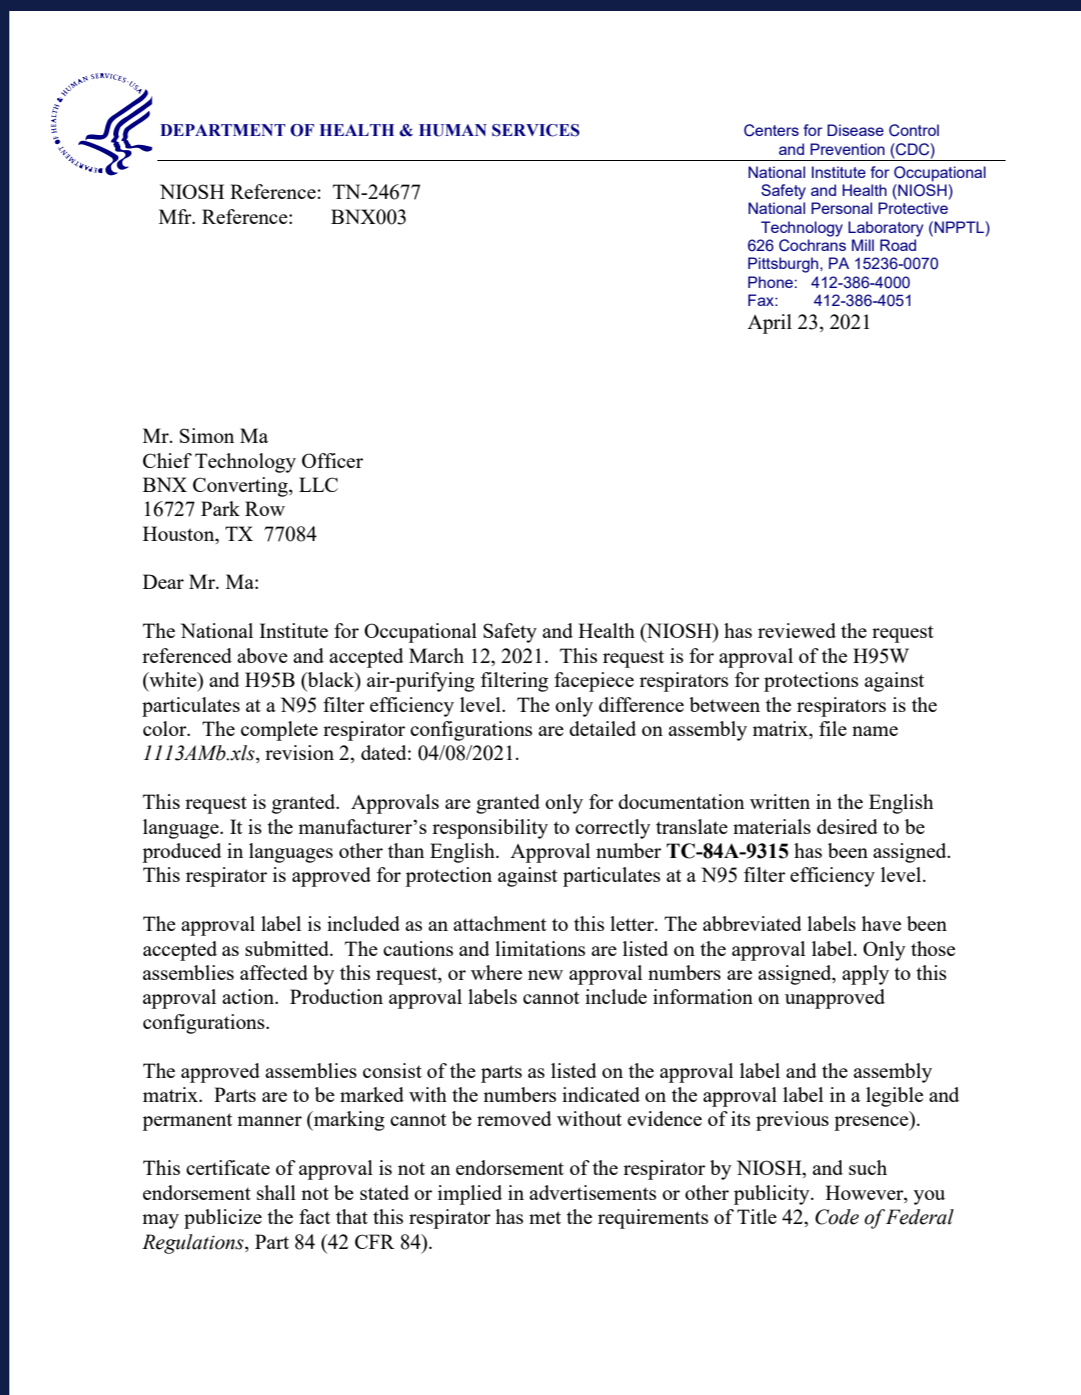 DEPARTMENT OF HEALTH & HUMAN SERVICES·USA
DEPARTMENT OF HEALTH & HUMAN SERVICES
Centers for Disease Control
and Prevention (CDC)
National Institute for Occupational
Safety and Health (NIOSH)
National Personal Protective
Technology Laboratory (NPPTL)
626 Cochrans Mill Road
Pittsburgh, PA 15236-0070
Phone: 412-386-4000
Fax: 412-386-4051
April 23, 2021
NIOSH Reference: TN-24677
Mfr. Reference: BNX003
Mr. Simon Ma
Chief Technology Officer
BNX Converting, LLC
16727 Park Row
Houston, TX 77084
Dear Mr. Ma:
The National Institute for Occupational Safety and Health (NIOSH) has reviewed the request
referenced above and accepted March 12, 2021. This request is for approval of the H95W
(white) and H95B (black) air-purifying filtering facepiece respirators for protections against
particulates at a N95 filter efficiency level. The only difference between the respirators is the
color. The complete respirator configurations are detailed on assembly matrix, file name
1113AMb.xls, revision 2, dated: 04/08/2021.
This request is granted. Approvals are granted only for documentation written in the English
language. It is the manufacturer's responsibility to correctly translate materials desired to be
produced in languages other than English. Approval number TC-84A-9315 has been assigned.
This respirator is approved for protection against particulates at a N95 filter efficiency level.
The approval label is included as an attachment to this letter. The abbreviated labels have been
accepted as submitted. The cautions and limitations are listed on the approval label. Only those
assemblies affected by this request, or where new approval numbers are assigned, apply to this
approval action. Production approval labels cannot include information on unapproved
configurations.
The approved assemblies consist of the parts as listed on the approval label and the assembly
matrix. Parts are to be marked with the numbers indicated on the approval label in a legible and
permanent manner (marking cannot be removed without evidence of its previous presence).
This certificate of approval is not an endorsement of the respirator by NIOSH, and such
endorsement shall not be stated or implied in advertisements or other publicity. However, you
may publicize the fact that this respirator has met the requirements of Title 42, Code of Federal
Regulations, Part 84 (42 CFR 84).